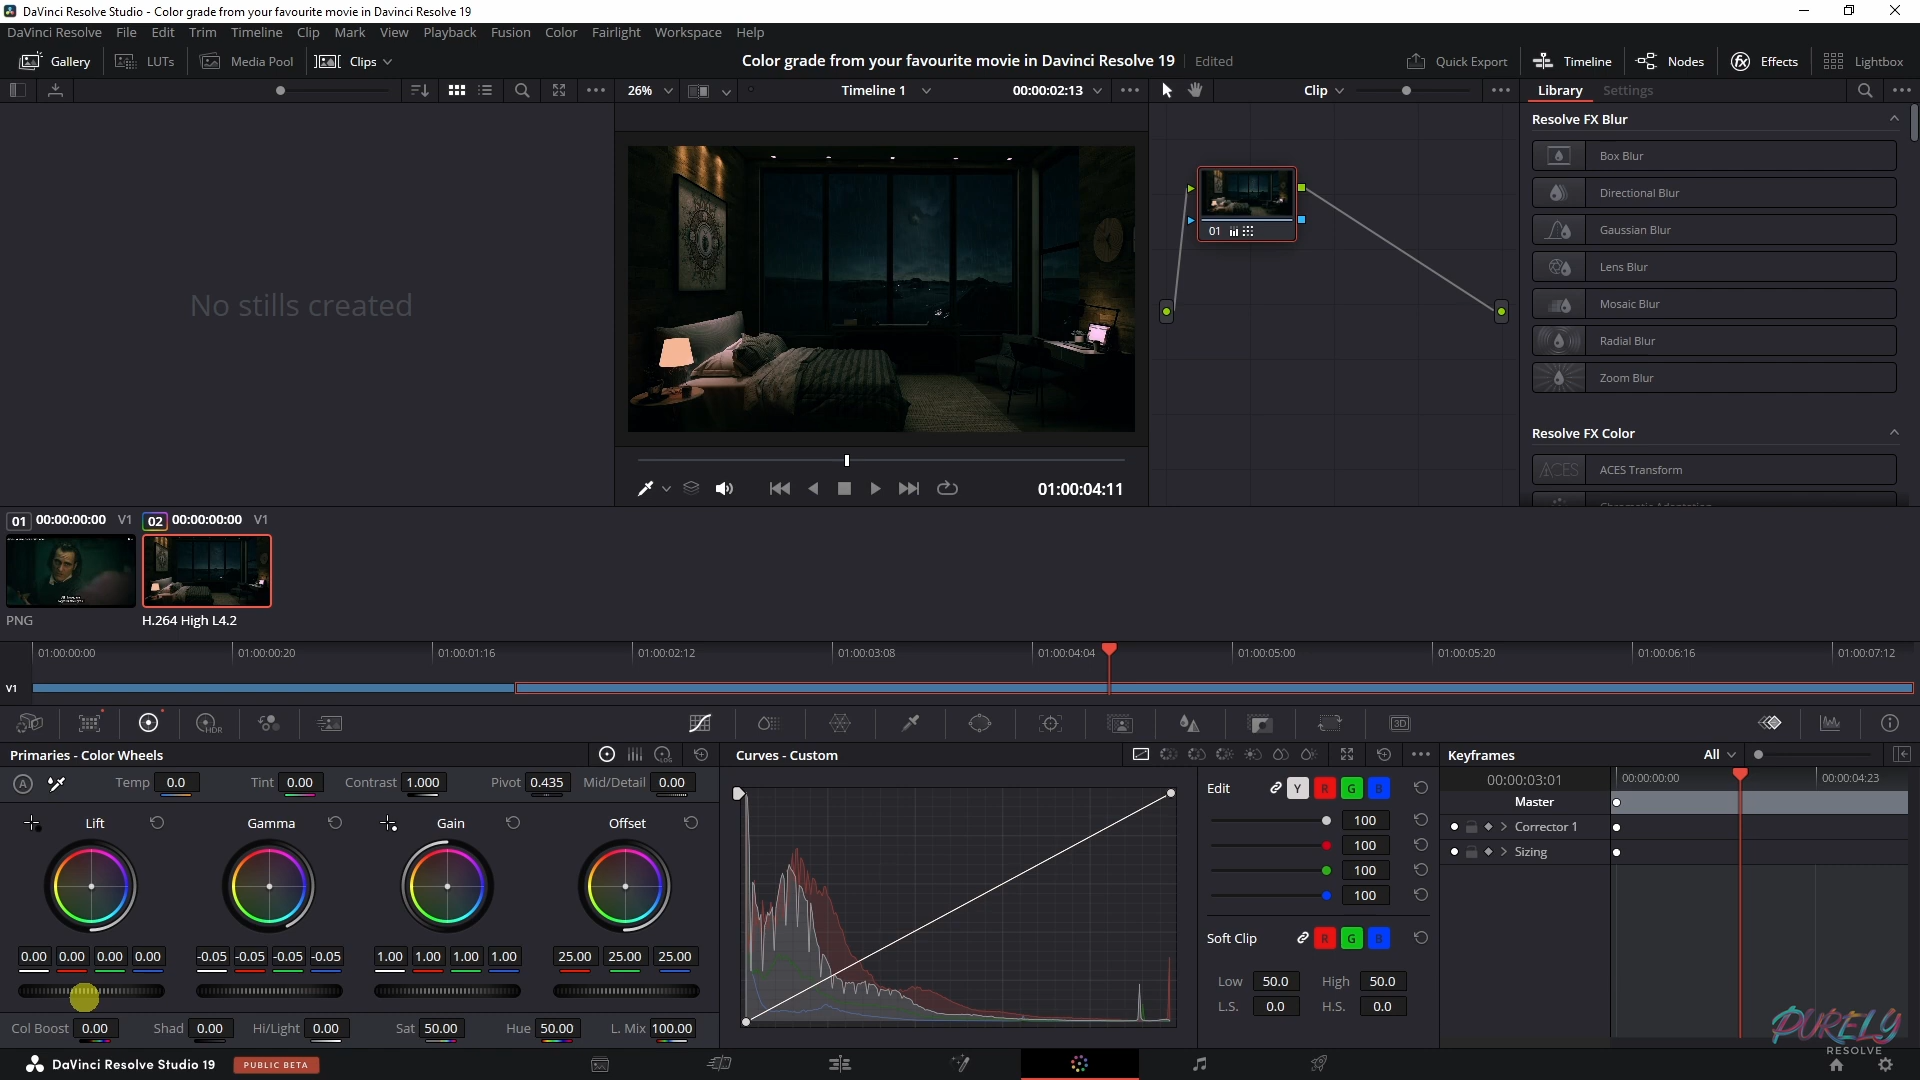 DaVinci Resolve Studio - Color grade from your favourite movie in Davinci Resolve 19
DaVinci Resolve File Edit Trim Timeline Clip Mark View Playback Fusion Color Fairlight Workspace Help
Gallery LUTs Media Pool Clips Color grade from your favourite movie in Davinci Resolve 19 Edited Quick Export Timeline Nodes Effects Lightbox
26% Timeline 1 00:00:02:13 Clip Library Settings
Resolve FX Blur
Box Blur
Directional Blur
Gaussian Blur
Lens Blur
Mosaic Blur
Radial Blur
Zoom Blur
Resolve FX Color
ACES ACES Transform
Chromatic Adaptation
No stills created
01
01:00:04:11
01 00:00:00:00 V1 02 00:00:00:00 V1
PNG H.264 High L4.2
01:00:00:00 01:00:00:20 01:00:01:16 01:00:02:12 01:00:03:08 01:00:04:04 01:00:05:00 01:00:05:20 01:00:06:16 01:00:07:12
V1
HDR 3D
Primaries - Color Wheels LOG
A Temp 0.0 Tint 0.00 Contrast 1.000 Pivot 0.435 Mid/Detail 0.00
Lift Gamma Gain Offset
0.00 0.00 0.00 0.00 -0.05 -0.05 -0.05 -0.05 1.00 1.00 1.00 1.00 25.00 25.00 25.00
Col Boost 0.00 Shad 0.00 Hi/Light 0.00 Sat 50.00 Hue 50.00 L. Mix 100.00
Curves - Custom
Edit Y R G B
100
100
100
100
Soft Clip R G B
Low 50.0 High 50.0
L.S. 0.0 H.S. 0.0
Keyframes All
00:00:03:01 00:00:00:00 00:00:04:23
Master
Corrector 1
Sizing
PURELY
RESOLVE
DaVinci Resolve Studio 19 PUBLIC BETA